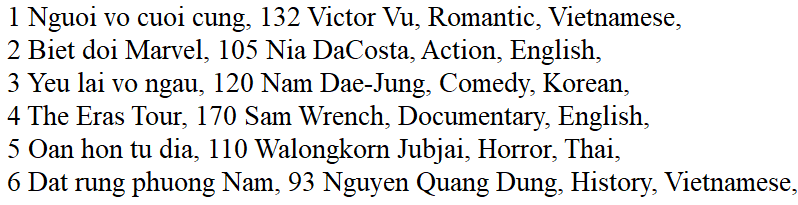 1 Nguoi vo cuoi cung, 132 Victor Vu, Romantic, Vietnamese,
2 Biet doi Marvel, 105 Nia DaCosta, Action, English,
3 Yeu lai vo ngau, 120 Nam Dae-Jung, Comedy, Korean,
4 The Eras Tour, 170 Sam Wrench, Documentary, English,
5 Oan hon tu dia, 110 Walongkorn Jubjai, Horror, Thai,
6 Dat rung phuong Nam, 93 Nguyen Quang Dung, History, Vietnamese,